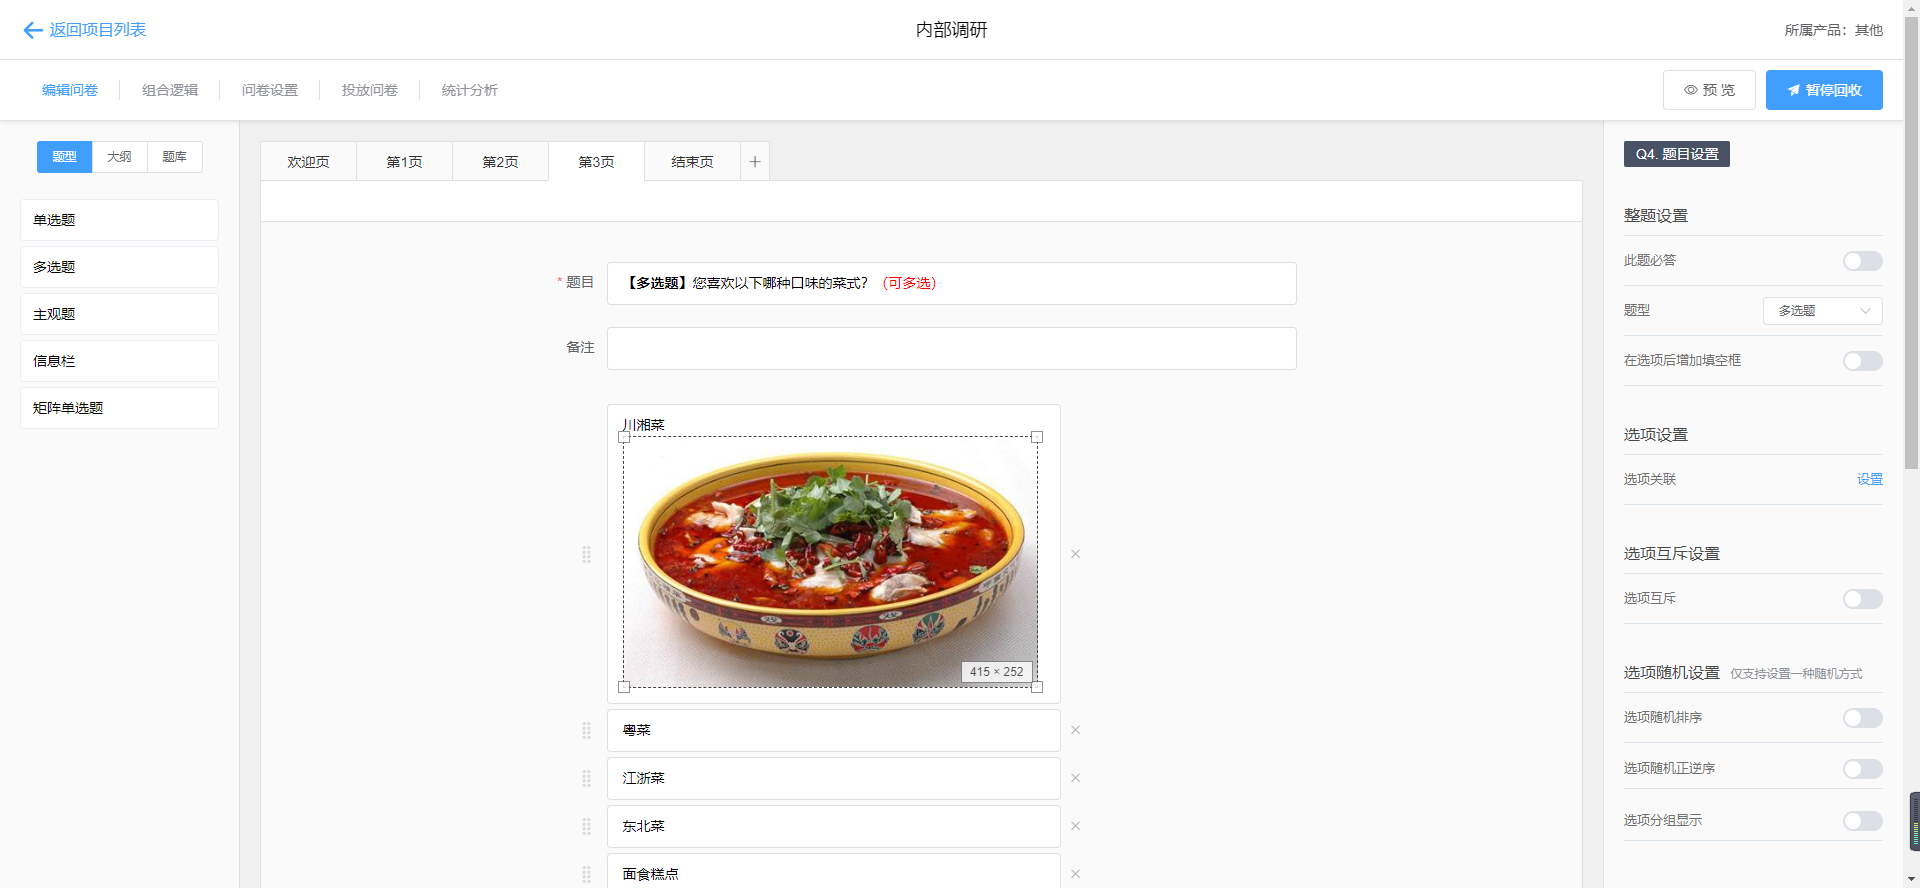 返回项目列表
内部调研
所属产品：其他
编辑问卷
组合逻辑
问卷设置
投放问卷
统计分析
预 览
暂停回收
题型
大纲
题库
单选题
多选题
主观题
信息栏
矩阵单选题
欢迎页
第1页
第2页
第3页
结束页
+
* 题目
【多选题】您喜欢以下哪种口味的菜式？（可多选）
备注
川湘菜
415 × 252
粤菜
江浙菜
东北菜
面食糕点
Q4. 题目设置
整题设置
此题必答
题型
多选题
在选项后增加填空框
选项设置
选项关联
设置
选项互斥设置
选项互斥
选项随机设置 仅支持设置一种随机方式
选项随机排序
选项随机正逆序
选项分组显示